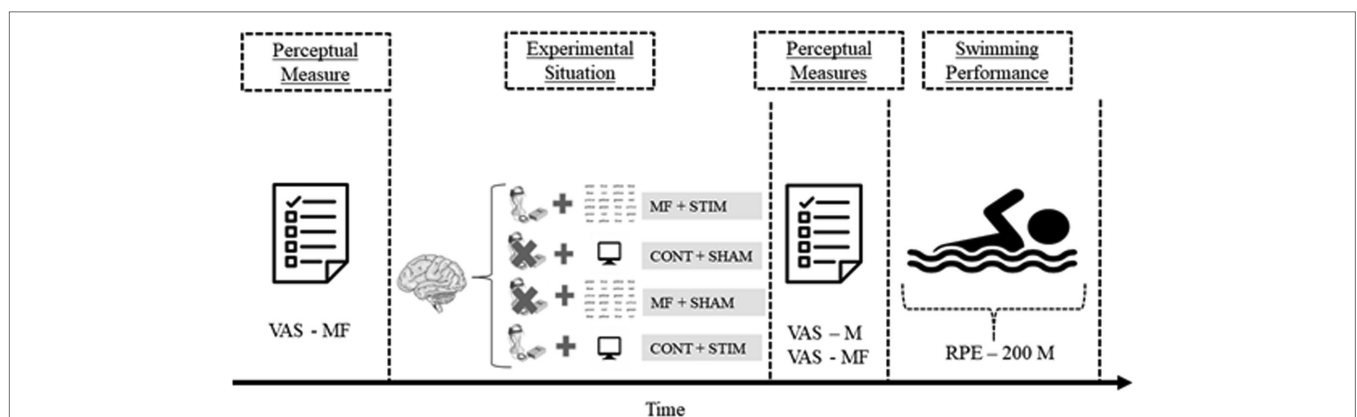 Perceptual
Measure
Experimental
Situation
Perceptual
Measures
Swimming
Performance
MF + STIM
CONT + SHAM
MF + SHAM
CONT + STIM
VAS - MF
VAS – M
VAS - MF
RPE – 200 M
Time